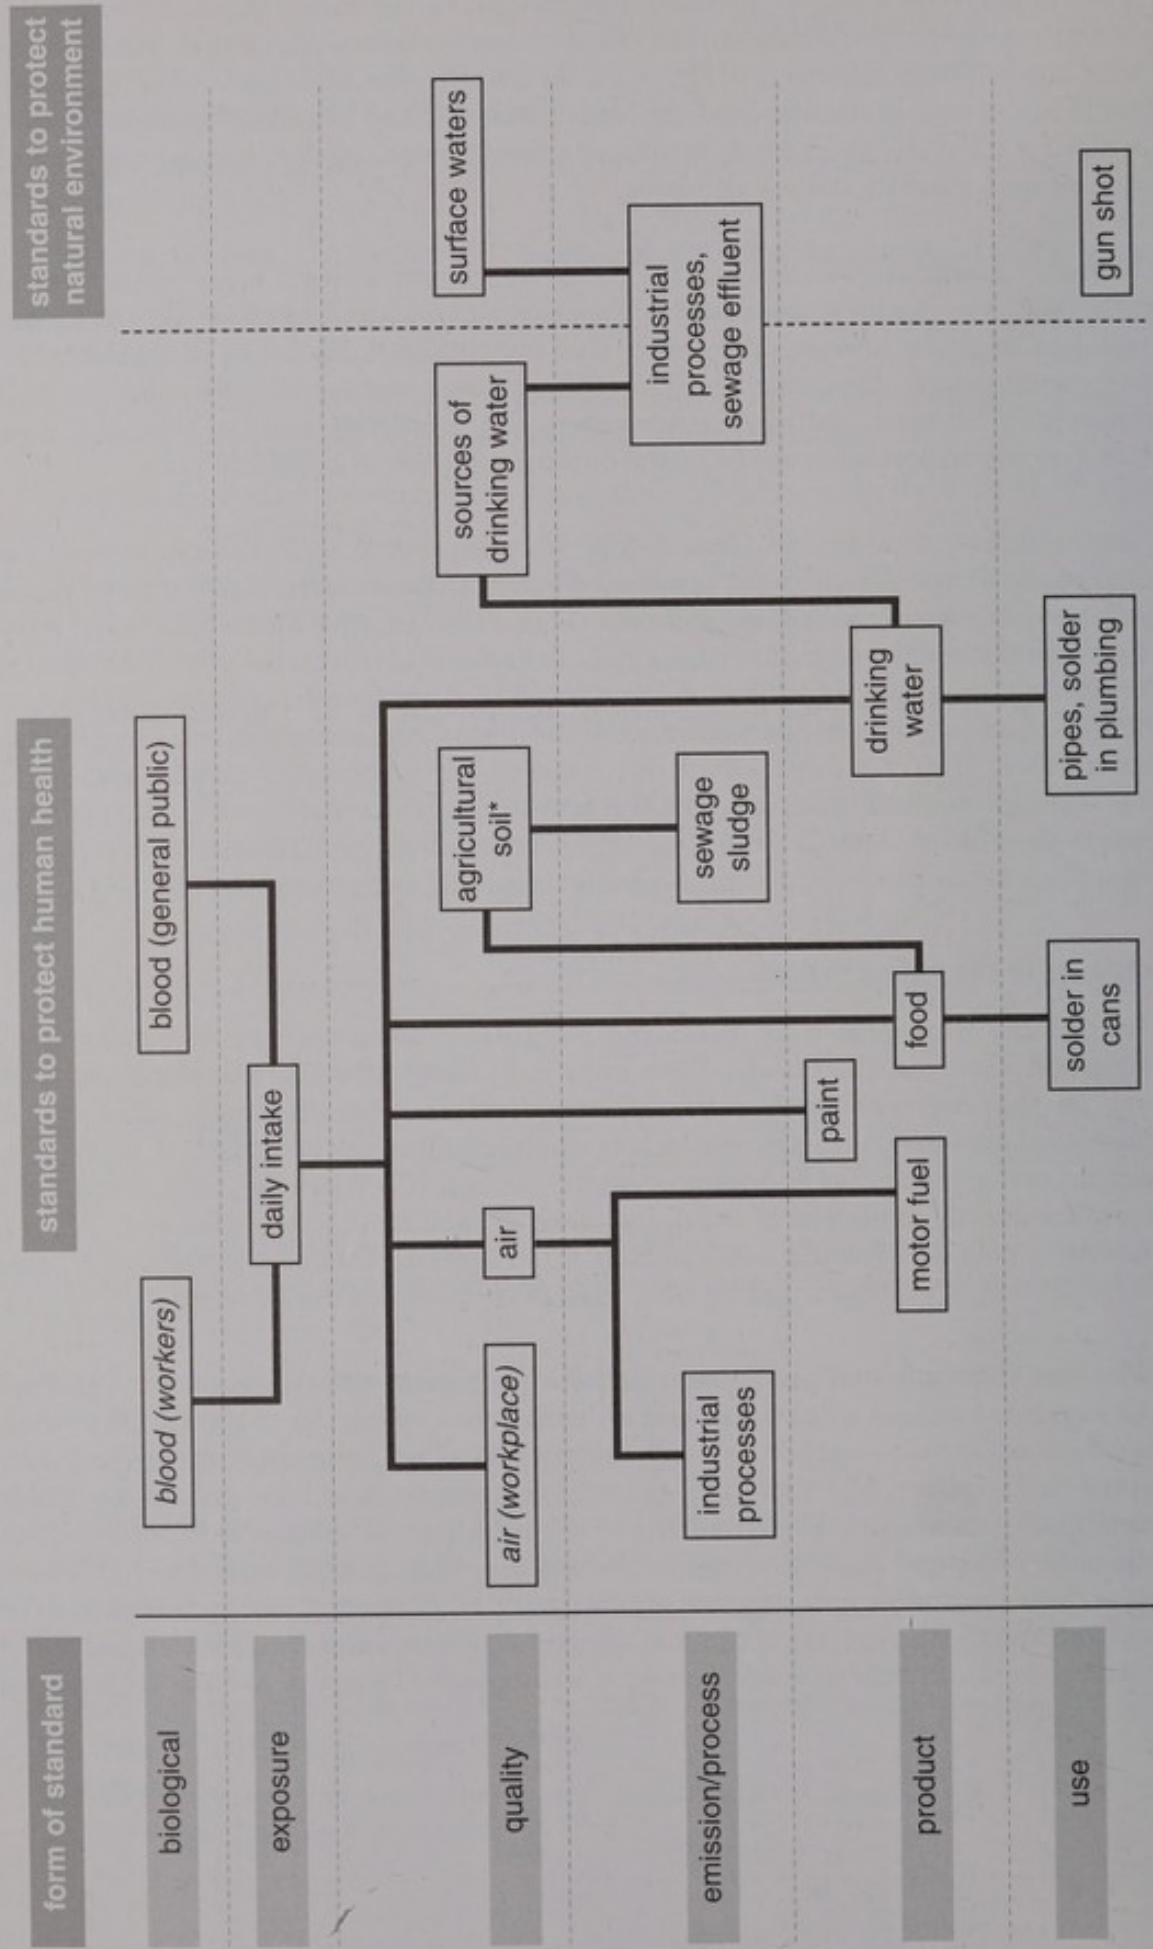 form of standard
standards to protect human health
standards to protect
natural environment
biological
blood (workers)
blood (general public)
exposure
daily intake
quality
air (workplace)
air
agricultural
soil*
sources of
drinking water
surface waters
emission/process
industrial
processes
sewage
sludge
industrial
processes,
sewage effluent
product
motor fuel
paint
food
drinking
water
use
solder in
cans
pipes, solder
in plumbing
gun shot